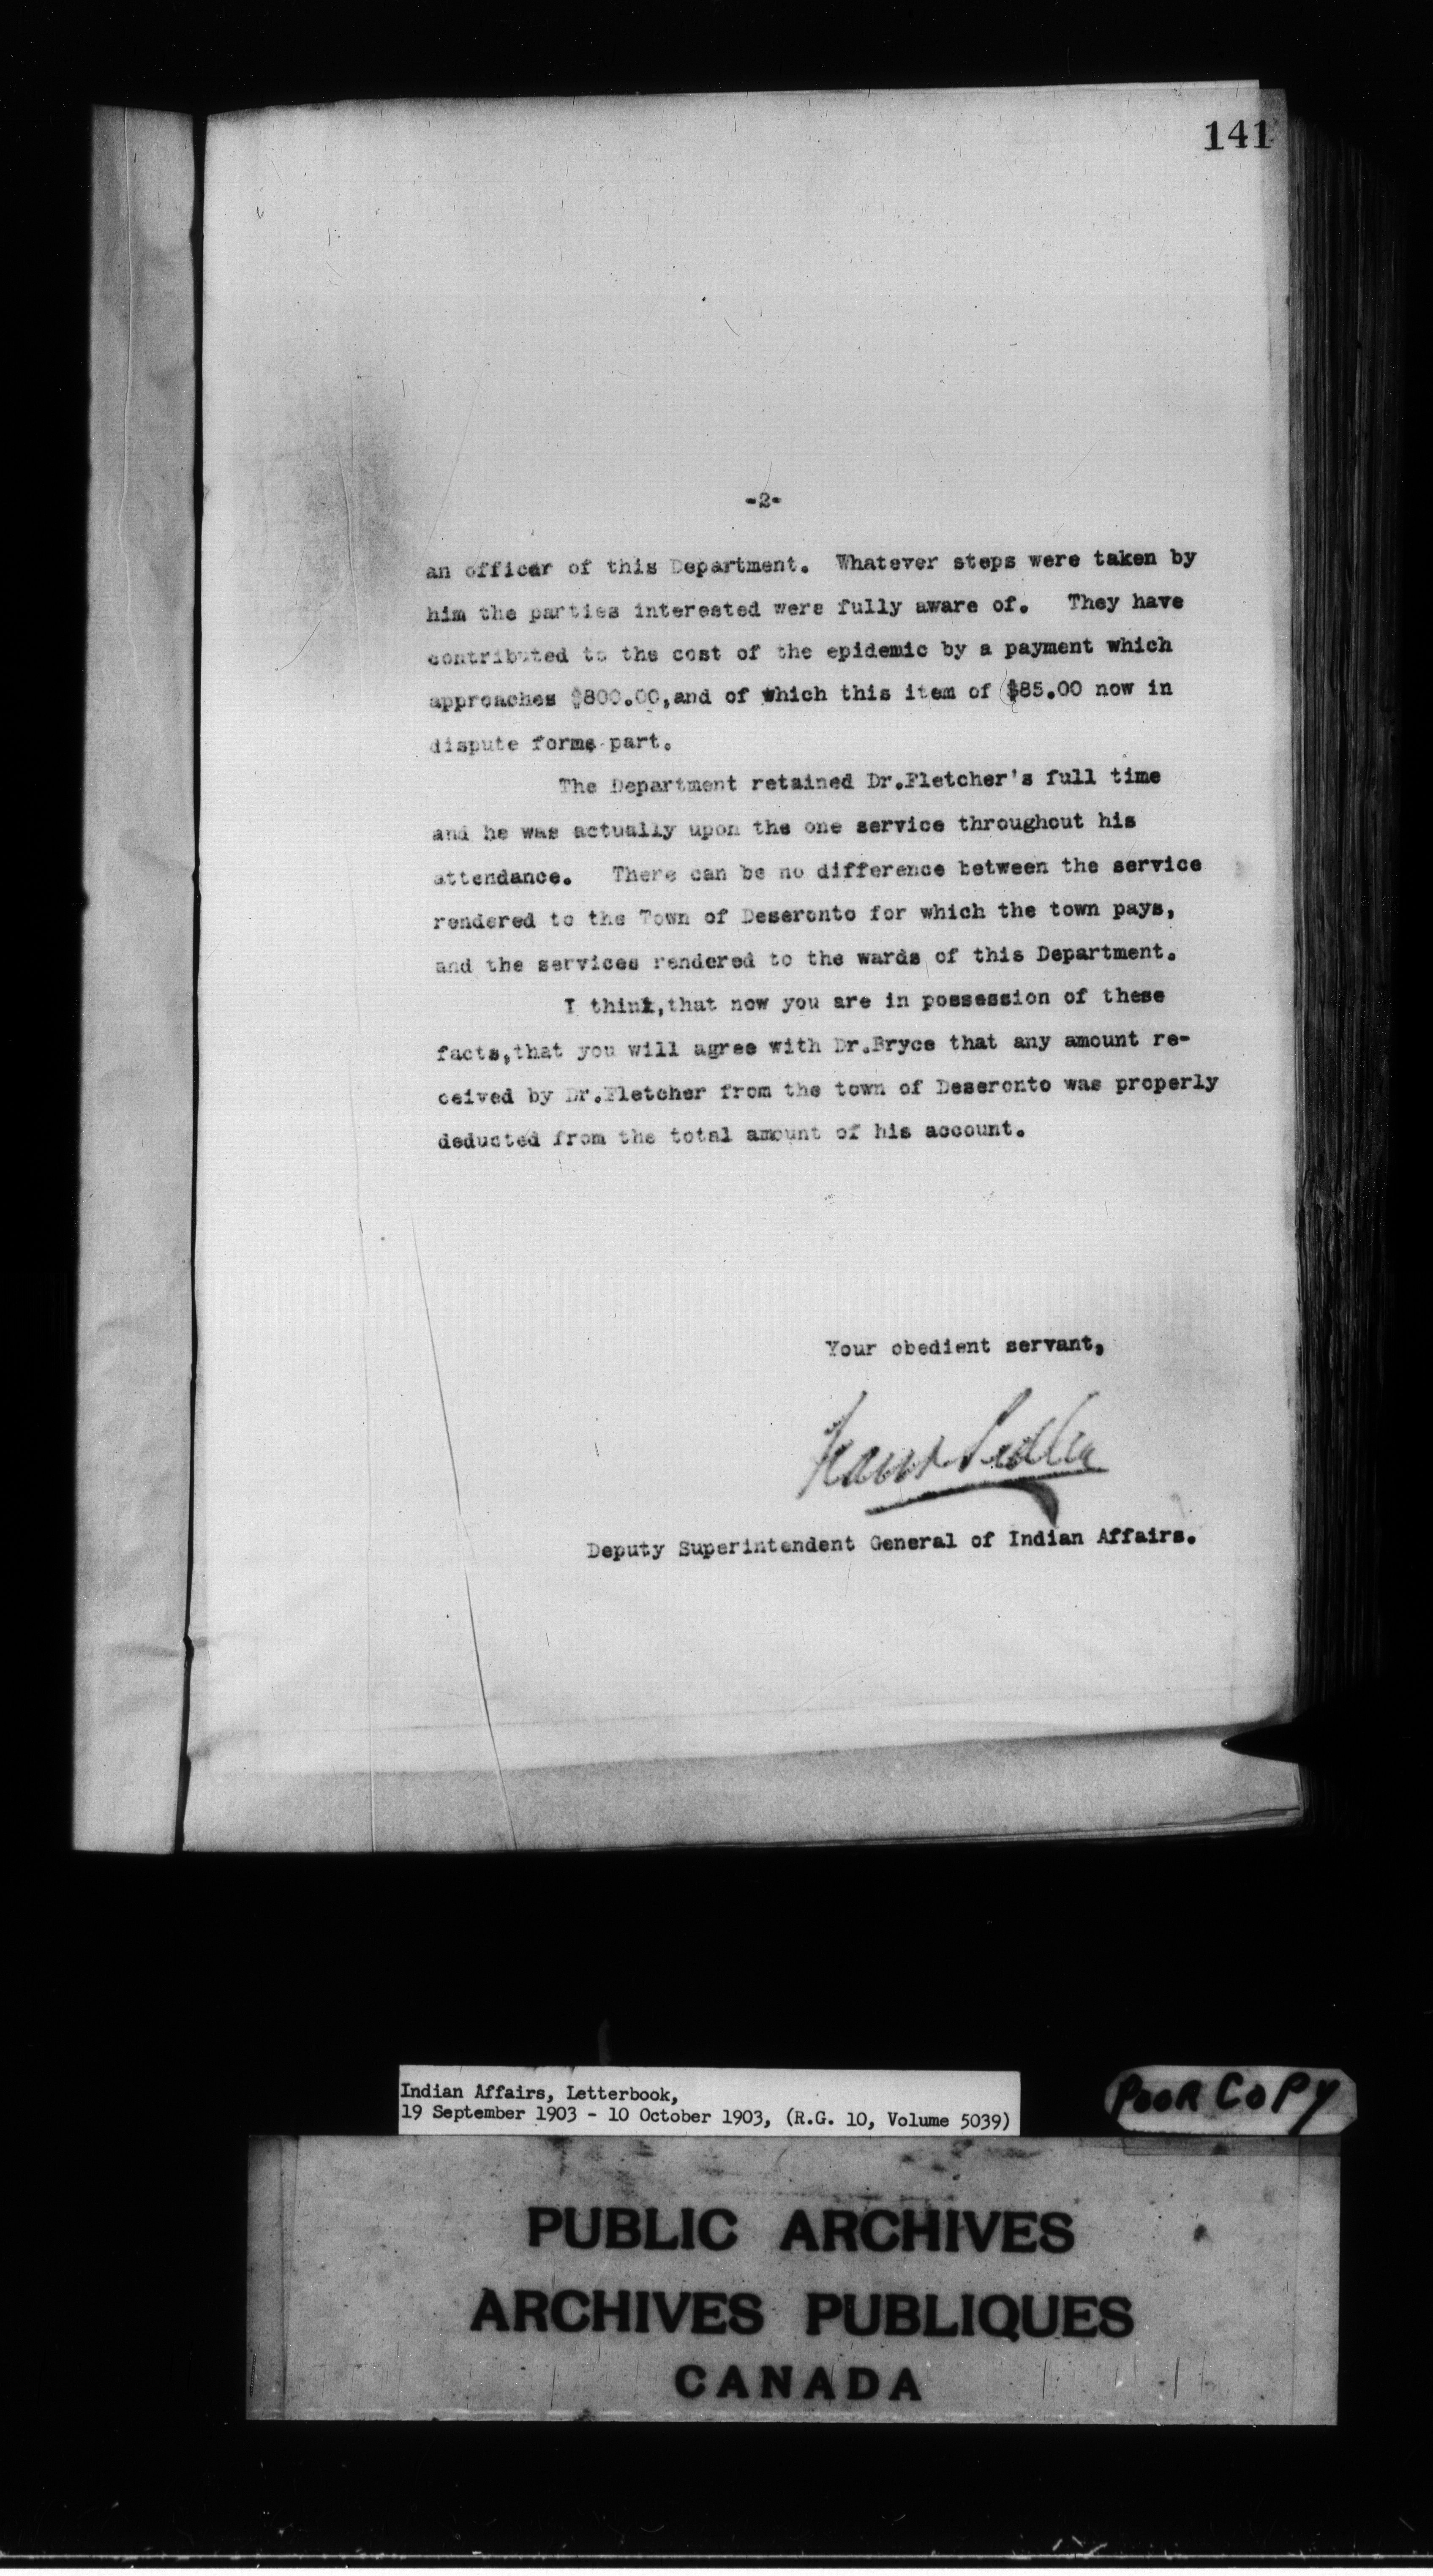 141
-2-
an officer of this Department. Whatever steps were taken by
him the parties interested were fully aware of. They have
contributed to the cost of the epidemic by a payment which
approaches $800.00,and of which this item of $85.00 now in
dispute forms part.
The Department retained Dr.Fletcher's full time
and he was actually upon the one service throughout his
attendance. There can be no difference between the service
rendered to the Town of Deseronto for which the town pays,
and the services rendered to the wards of this Department.
I think,that now you are in possession of these
facts,that you will agree with Dr.Bryce that any amount re-
ceived by Dr.Fletcher from the town of Deseronto was properly
deducted from the total amount of his account.
Your obedient servant,
Frank Pedley
Deputy Superintendent General of Indian Affairs.
Indian Affairs, Letterbook,
19 September 1903 - 10 October 1903, (R.G. 10, Volume 5039)
POOR COPY
PUBLIC ARCHIVES
ARCHIVES PUBLIQUES
CANADA